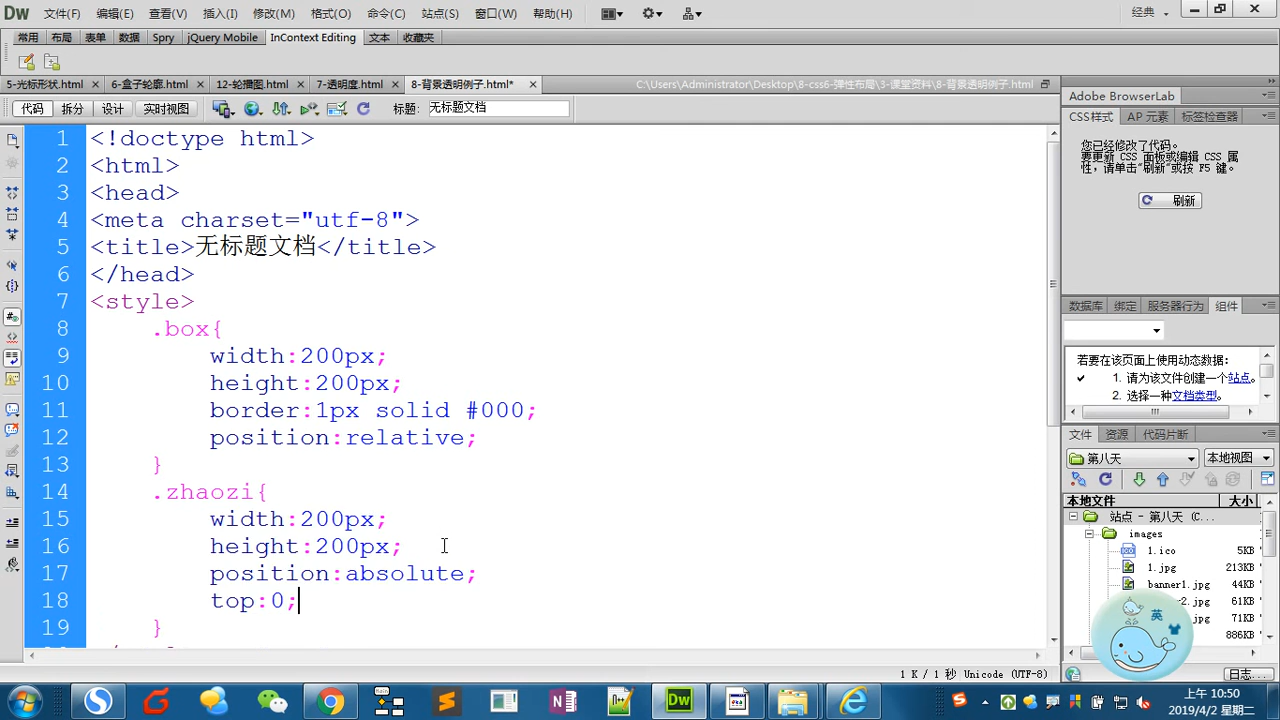 Dw 文件(F) 编辑(E) 查看(V) 插入(I) 修改(M) 格式(O) 命令(C) 站点(S) 窗口(W) 帮助(H) 经典
常用 布局 表单 数据 Spry jQuery Mobile InContext Editing 文本 收藏夹
5-光标形状.html 6-盒子轮廓.html 12-轮播图.html 7-透明度.html 8-背景透明例子.html* C:\Users\Administrator\Desktop\8-css6-弹性布局\3-课堂资料\8-背景透明例子.html
代码 拆分 设计 实时视图 标题: 无标题文档
1 <!doctype html>
2 <html>
3 <head>
4 <meta charset="utf-8">
5 <title>无标题文档</title>
6 </head>
7 <style>
8 .box{
9 width:200px;
10 height:200px;
11 border:1px solid #000;
12 position:relative;
13 }
14 .zhaozi{
15 width:200px;
16 height:200px;
17 position:absolute;
18 top:0;
19 }
1 K / 1 秒 Unicode (UTF-8)
Adobe BrowserLab
CSS样式 AP 元素 标签检查器
您已经修改了代码。
要更新 CSS 面板或编辑 CSS 属
性，请单击“刷新”或按 F5 键。
刷新
数据库 绑定 服务器行为 组件
若要在该页面上使用动态数据:
1. 请为该文件创建一个站点。
2. 选择一种文档类型。
文件 资源 代码片断
第八天 本地视图
本地文件 大小
站点 - 第八天 (C...
images
1.ico 5KB
1.jpg 213KB
banner1.jpg 44KB
r2.jpg 61KB
.jpg 71KB
886KB
英
日志...
Dw
上午 10:50
2019/4/2 星期二